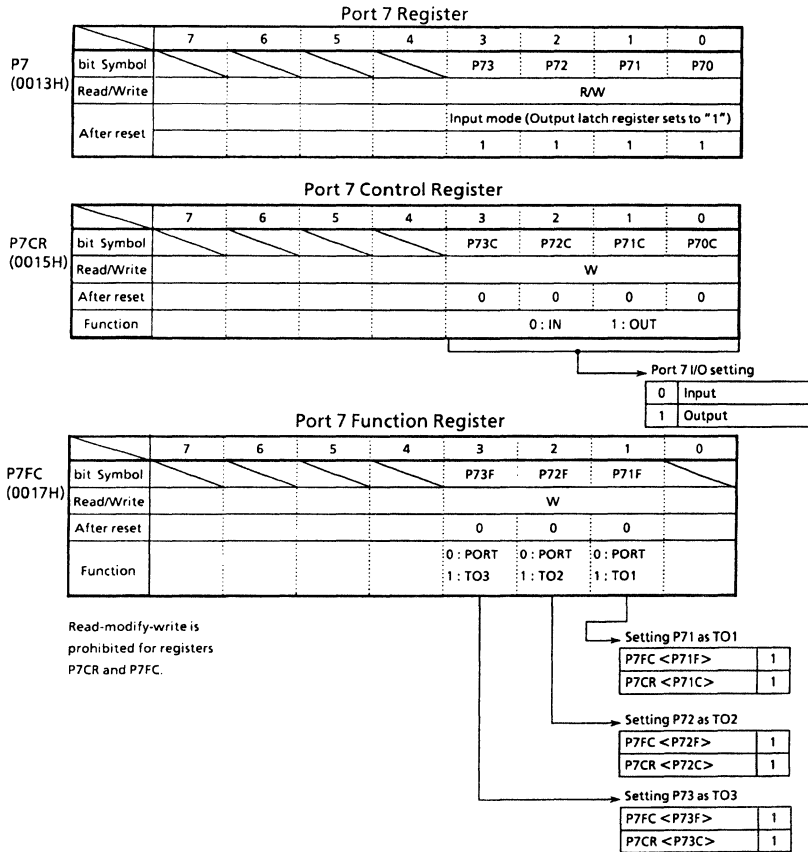 Port 7 Register
7 6 5 4 3 2 1 0
P7
(0013H)
bit Symbol P73 P72 P71 P70
Read/Write R/W
After reset Input mode (Output latch register sets to "1")
1 1 1 1
Port 7 Control Register
7 6 5 4 3 2 1 0
P7CR
(0015H)
bit Symbol P73C P72C P71C P70C
Read/Write W
After reset 0 0 0 0
Function 0 : IN 1 : OUT
Port 7 I/O setting
0 Input
1 Output
Port 7 Function Register
7 6 5 4 3 2 1 0
P7FC
(0017H)
bit Symbol P73F P72F P71F
Read/Write W
After reset 0 0 0
Function 0 : PORT 0 : PORT 0 : PORT
1 : TO3 1 : TO2 1 : TO1
Read-modify-write is
prohibited for registers
P7CR and P7FC.
Setting P71 as TO1
P7FC <P71F> 1
P7CR <P71C> 1
Setting P72 as TO2
P7FC <P72F> 1
P7CR <P72C> 1
Setting P73 as TO3
P7FC <P73F> 1
P7CR <P73C> 1